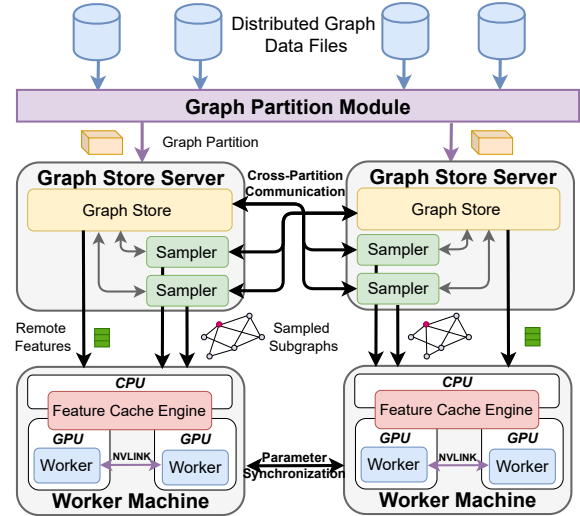 Distributed Graph
Data Files
Graph Partition Module
Graph Partition
Graph Store Server
Graph Store
Sampler
Sampler
Cross-Partition
Communication
Graph Store Server
Graph Store
Sampler
Sampler
Remote
Features
Sampled
Subgraphs
CPU
Feature Cache Engine
GPU
GPU
Worker
NVLINK
Worker
Worker Machine
Parameter
Synchronization
CPU
Feature Cache Engine
GPU
GPU
Worker
NVLINK
Worker
Worker Machine